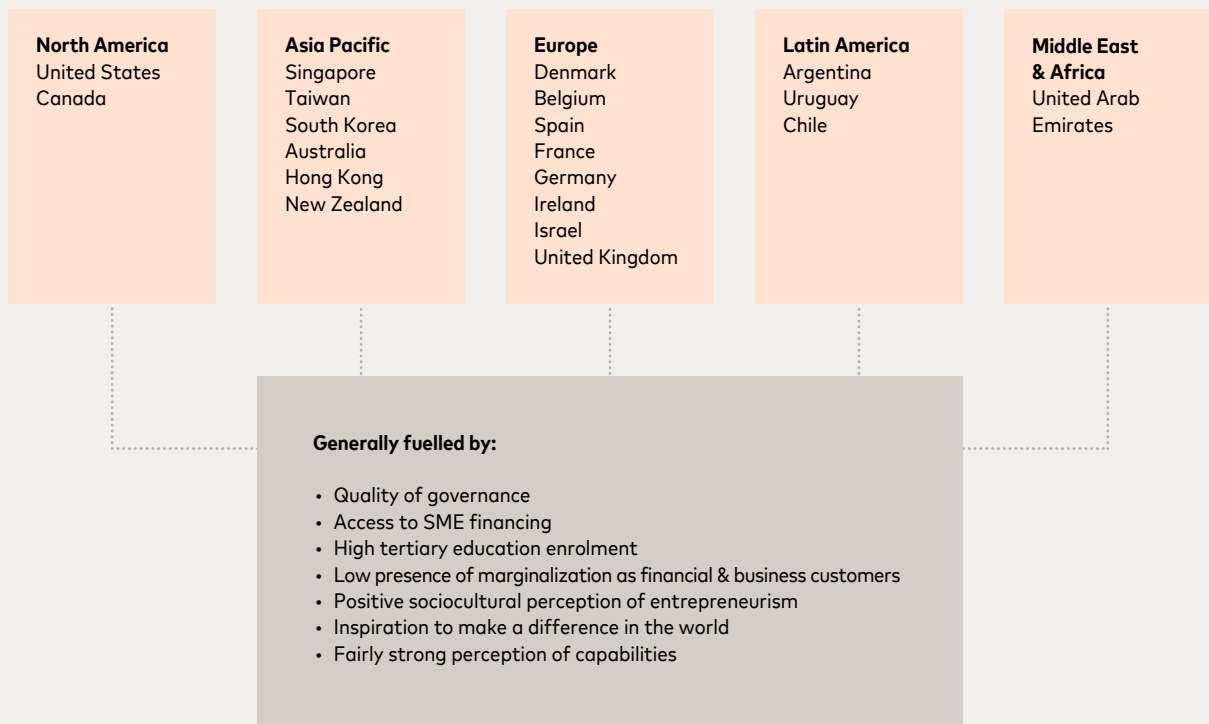 North America
United States
Canada
Asia Pacific
Singapore
Taiwan
South Korea
Australia
Hong Kong
New Zealand
Europe
Denmark
Belgium
Spain
France
Germany
Ireland
Israel
United Kingdom
Latin America
Argentina
Uruguay
Chile
Middle East
& Africa
United Arab
Emirates
Generally fuelled by:
• Quality of governance
• Access to SME financing
• High tertiary education enrolment
• Low presence of marginalization as financial & business customers
• Positive sociocultural perception of entrepreneurism
• Inspiration to make a difference in the world
• Fairly strong perception of capabilities